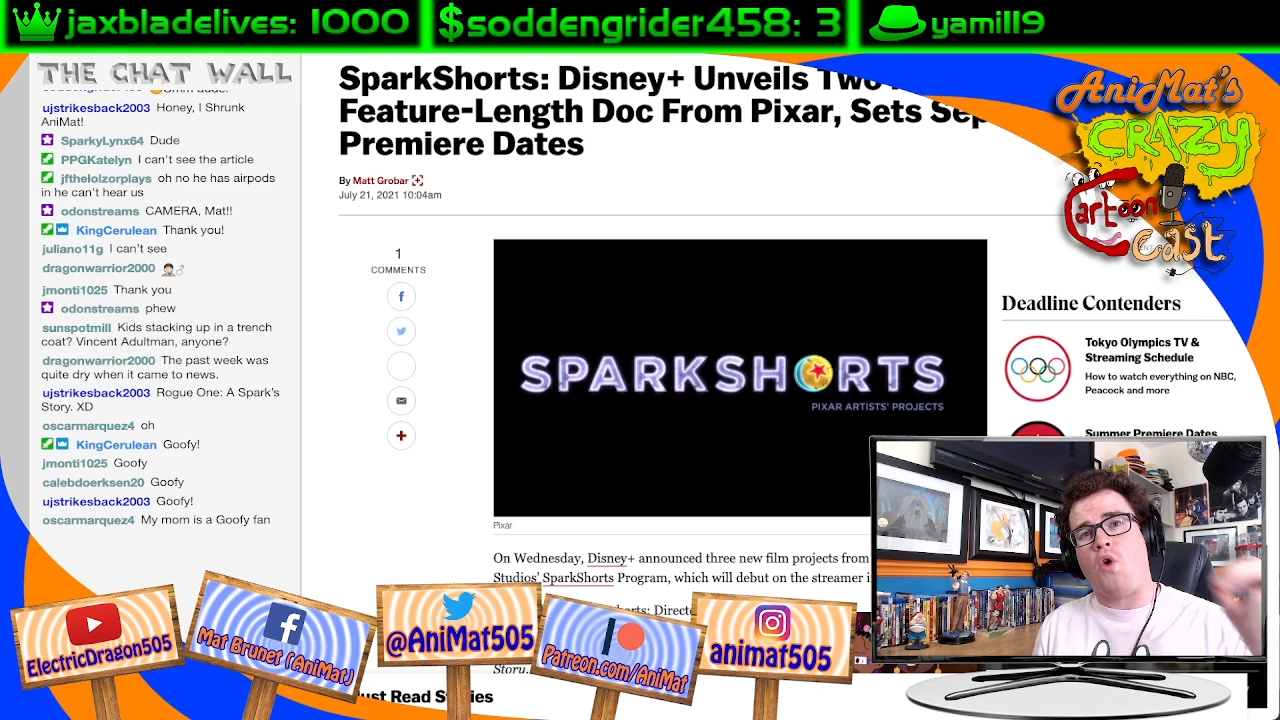 jaxbladelives: 1000
$soddengrider458: 3
yamill9
THE CHAT WALL
ujstrikesback2003 Honey, I Shrunk
AniMat!
SparkyLynx64 Dude
PPGKatelyn I can't see the article
jftheloIzorplays oh no he has airpods
in he can't hear us
odonstreams CAMERA, Mat!!
KingCerulean Thank you!
juliano11g I can't see
dragonwarrior2000
jmonti1025 Thank you
odonstreams phew
sunspotmill Kids stacking up in a trench
coat? Vincent Adultman, anyone?
dragonwarrior2000 The past week was
quite dry when it came to news.
ujstrikesback2003 Rogue One: A Spark's
Story. XD
oscarmarquez4 oh
KingCerulean Goofy!
jmonti1025 Goofy
calebdoerksen20 Goofy
ujstrikesback2003 Goofy!
oscarmarquez4 My mom is a Goofy fan
SparkShorts: Disney+ Unveils Two
Feature-Length Doc From Pixar, Sets Sep
Premiere Dates
By Matt Grobar
July 21, 2021 10:04am
1
COMMENTS
SPARKSHORTS
PIXAR ARTISTS' PROJECTS
Pixar
On Wednesday, Disney+ announced three new film projects from
Studios' SparkShorts Program, which will debut on the streamer i
Story.
Just Read Stories
AniMat's
CRAZY
Cartoon
Cast
Deadline Contenders
Tokyo Olympics TV &
Streaming Schedule
How to watch everything on NBC,
Peacock and more
Summer Premiere Dates
ElectricDragon505
Mat Brunet (AniMat)
@AniMat505
Patreon.com/AniMat
animat505